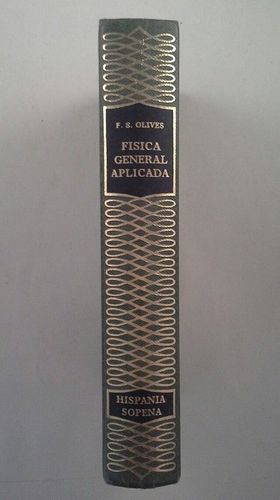 F. S. OLIVES
FISICA
GENERAL
APLICADA
HISPANIA
SOPENA